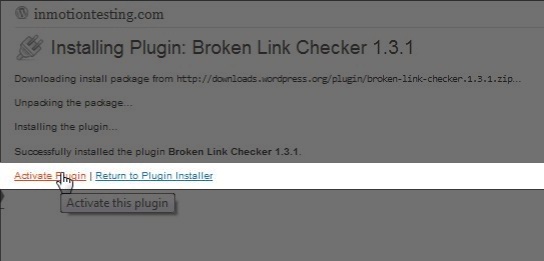 inmotiontesting.com
Installing Plugin: Broken Link Checker 1.3.1
Downloading install package from http://downloads.wordpress.org/plugin/broken-link-checker.1.3.1.zip…
Unpacking the package…
Installing the plugin…
Successfully installed the plugin Broken Link Checker 1.3.1.
Activate Plugin | Return to Plugin Installer
Activate this plugin